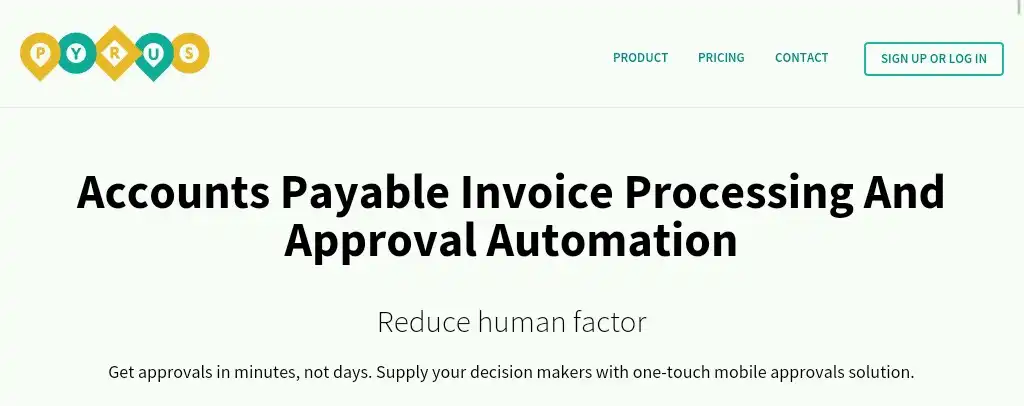 PYRUS
PRODUCT PRICING CONTACT SIGN UP OR LOG IN
Accounts Payable Invoice Processing And
Approval Automation
Reduce human factor
Get approvals in minutes, not days. Supply your decision makers with one-touch mobile approvals solution.